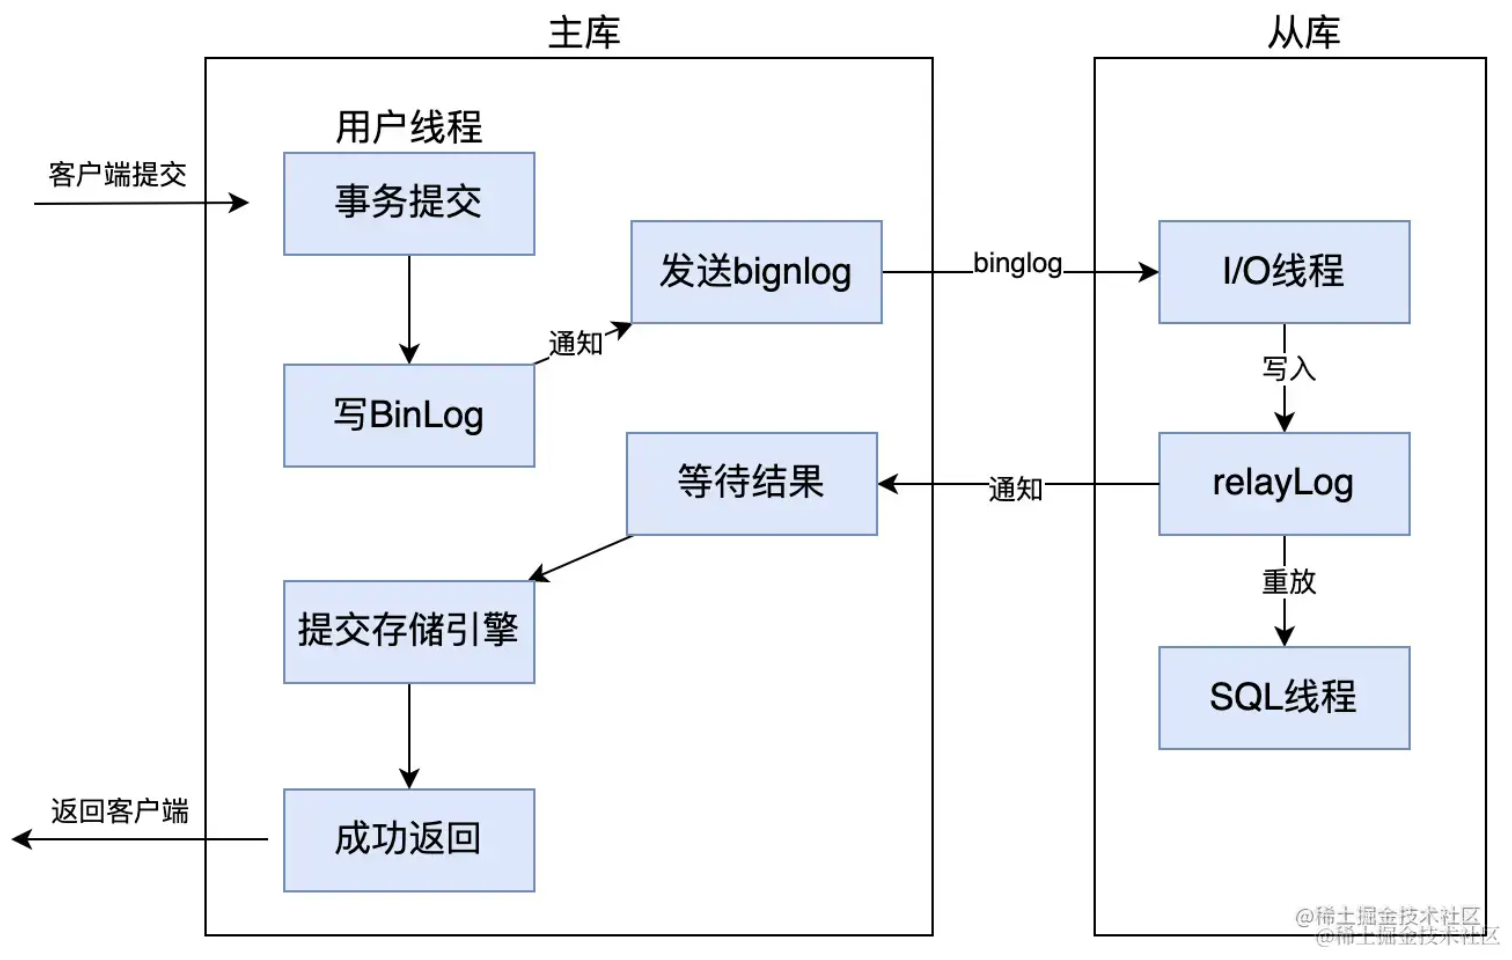 主库
从库
用户线程
客户端提交
事务提交
发送bignlog
binglog
I/O线程
通知
写入
写BinLog
等待结果
通知
relayLog
重放
提交存储引擎
SQL线程
返回客户端
成功返回
@稀土掘金技术社区
@稀土掘金技术社区